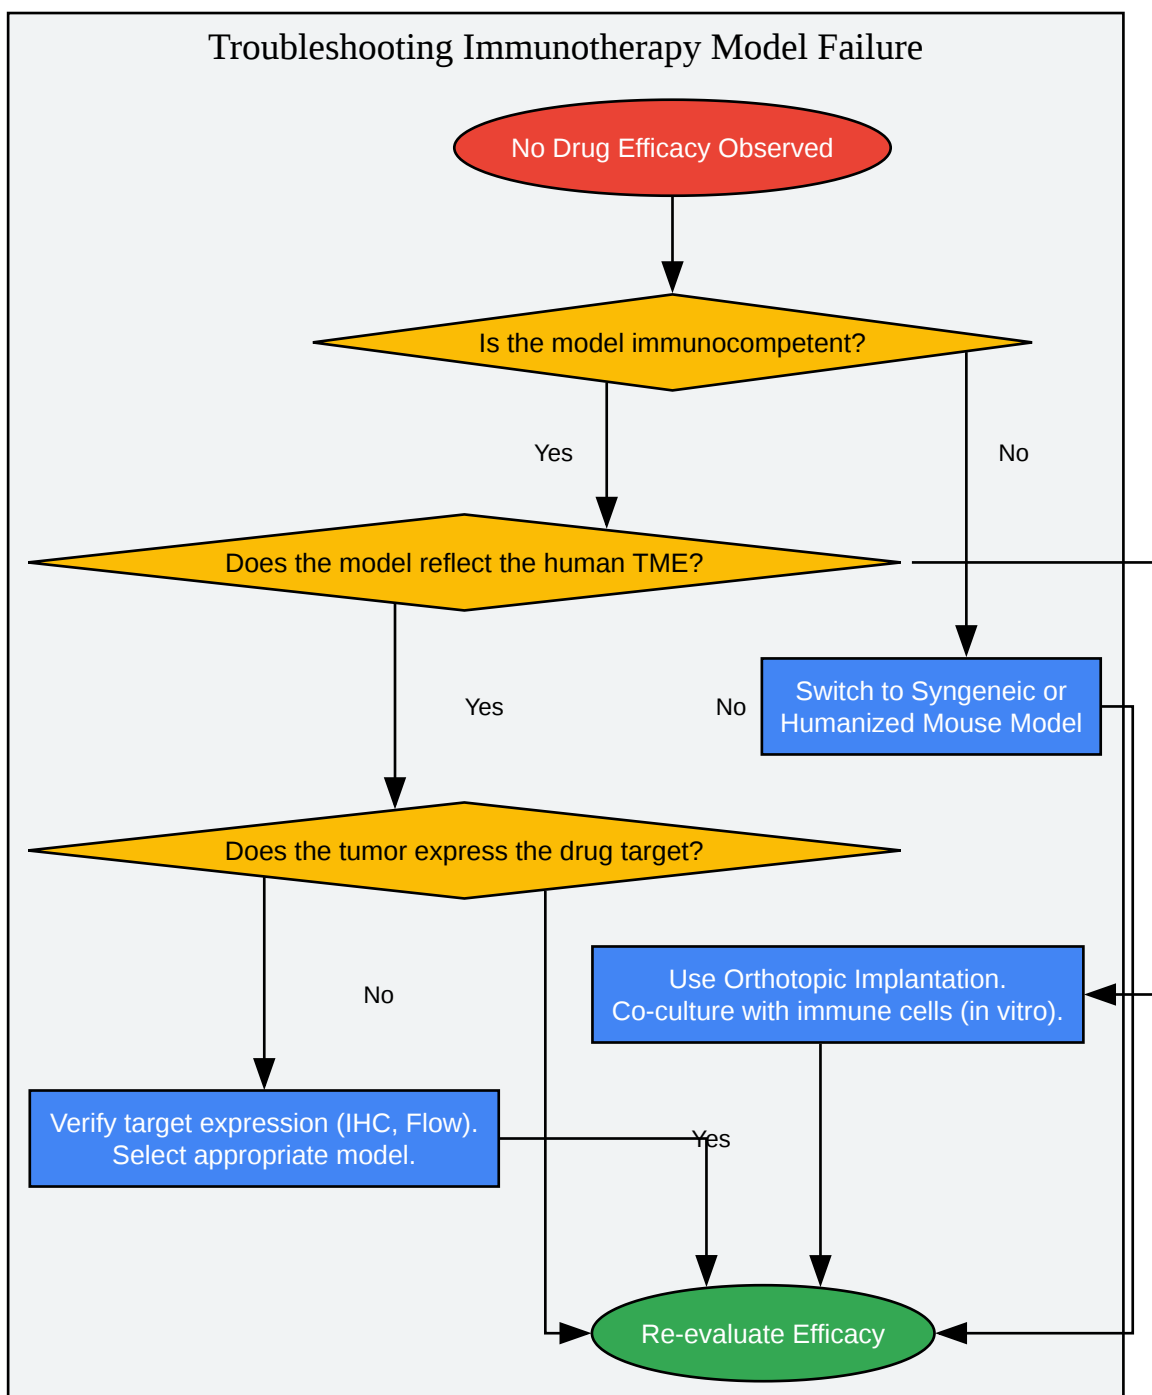 Troubleshooting Immunotherapy Model Failure
No Drug Efficacy Observed
Is the model immunocompetent?
Yes
No
Does the model reflect the human TME?
Switch to Syngeneic or
Humanized Mouse Model
Yes
No
Does the tumor express the drug target?
Use Orthotopic Implantation.
Co-culture with immune cells (in vitro).
No
Verify target expression (IHC, Flow).
Select appropriate model.
Yes
Re-evaluate Efficacy